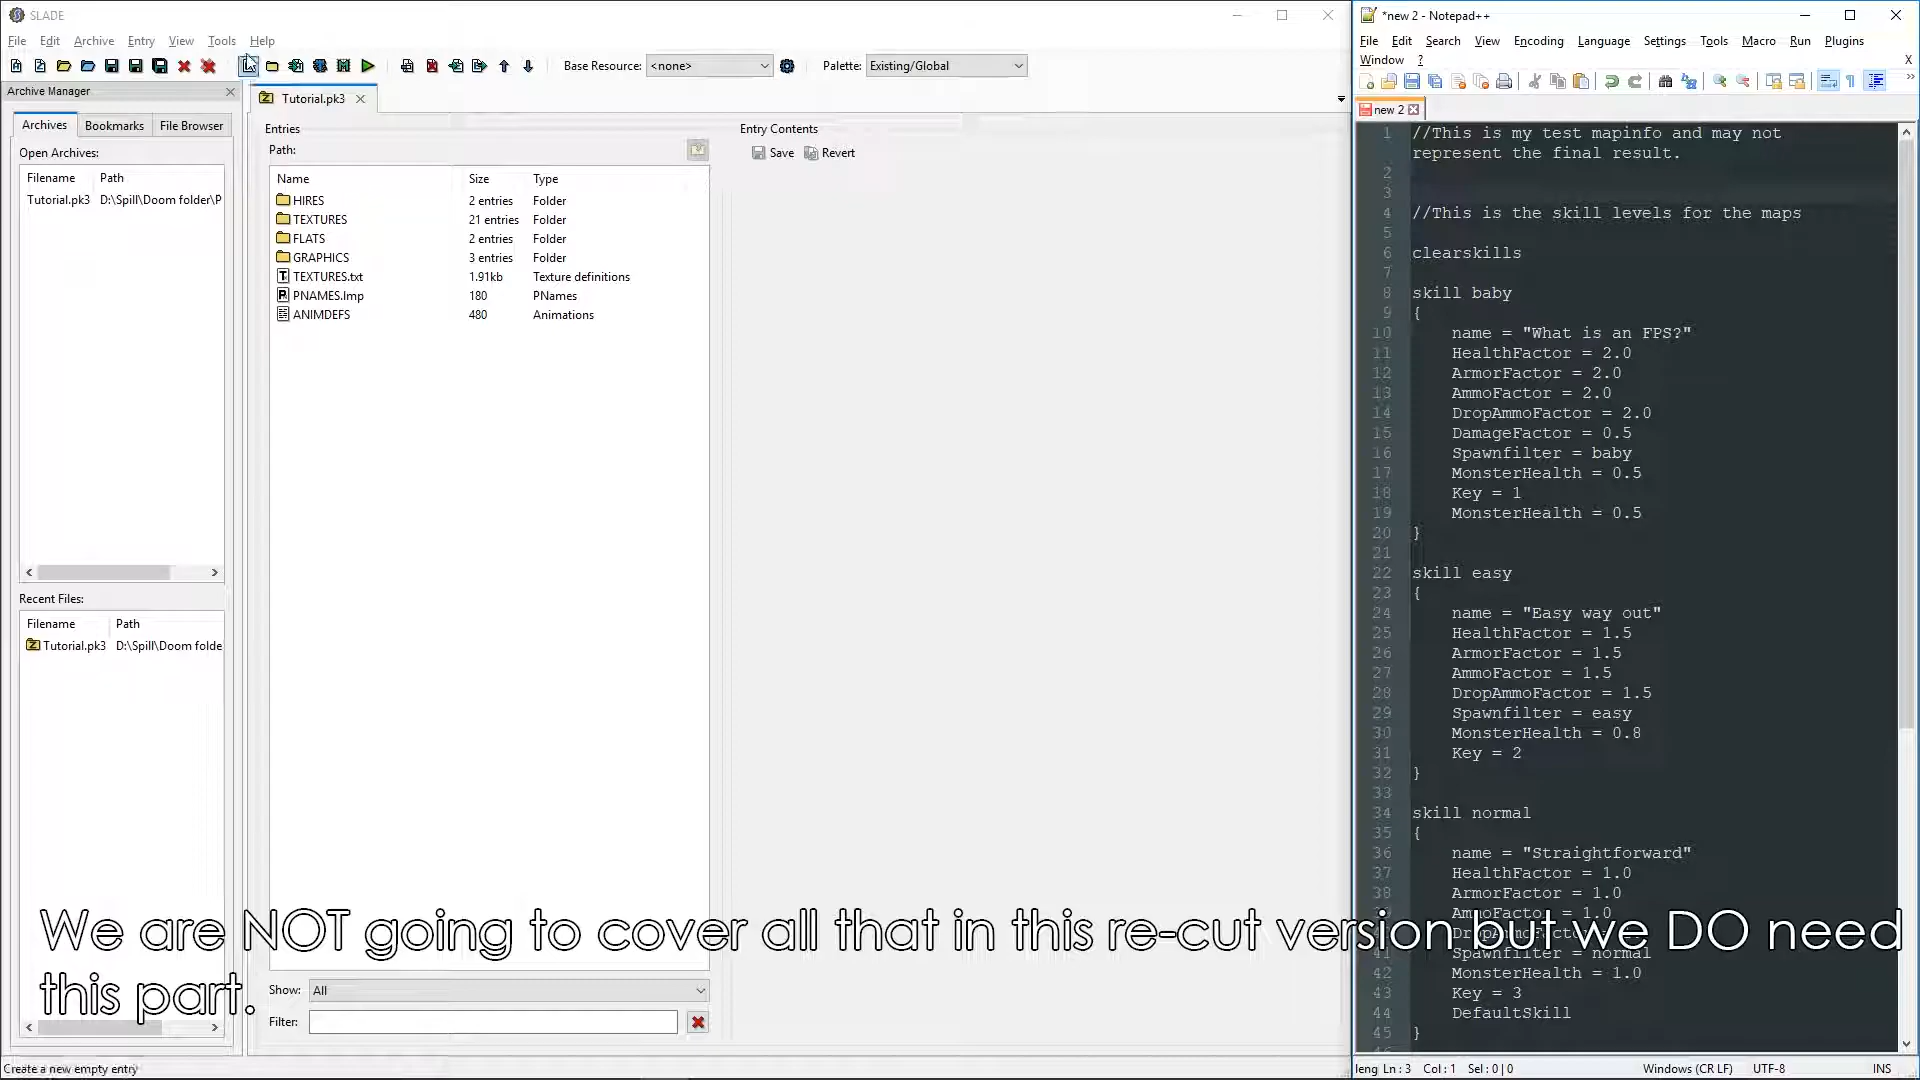 SLADE
File Edit Archive Entry View Tools Help
Base Resource: <none> Palette: Existing/Global
Archive Manager
Archives Bookmarks File Browser
Open Archives:
Filename Path
Tutorial.pk3 D:\Spill\Doom folder\P
Recent Files:
Filename Path
Tutorial.pk3 D:\Spill\Doom folde
Tutorial.pk3
Entries
Path:
Name Size Type
HIRES 2 entries Folder
TEXTURES 21 entries Folder
FLATS 2 entries Folder
GRAPHICS 3 entries Folder
TEXTURES.txt 1.91kb Texture definitions
PNAMES.lmp 180 PNames
ANIMDEFS 480 Animations
Show: All
Filter:
Entry Contents
Save Revert
Create a new empty entry
*new 2 - Notepad++
File Edit Search View Encoding Language Settings Tools Macro Run Plugins
Window ? X
new 2
1 //This is my test mapinfo and may not
represent the final result.
2
3
4 //This is the skill levels for the maps
5
6 clearskills
7
8 skill baby
9 {
10 name = "What is an FPS?"
11 HealthFactor = 2.0
12 ArmorFactor = 2.0
13 AmmoFactor = 2.0
14 DropAmmoFactor = 2.0
15 DamageFactor = 0.5
16 Spawnfilter = baby
17 MonsterHealth = 0.5
18 Key = 1
19 MonsterHealth = 0.5
20 }
21
22 skill easy
23 {
24 name = "Easy way out"
25 HealthFactor = 1.5
26 ArmorFactor = 1.5
27 AmmoFactor = 1.5
28 DropAmmoFactor = 1.5
29 Spawnfilter = easy
30 MonsterHealth = 0.8
31 Key = 2
32 }
33
34 skill normal
35 {
36 name = "Straightforward"
37 HealthFactor = 1.0
38 ArmorFactor = 1.0
AmmoFactor = 1.0
41 Spawnfilter = normal
42 MonsterHealth = 1.0
43 Key = 3
44 DefaultSkill
45 }
leng Ln : 3 Col : 1 Sel : 0 | 0 Windows (CR LF) UTF-8 INS
We are NOT going to cover all that in this re-cut version but we DO need
this part.